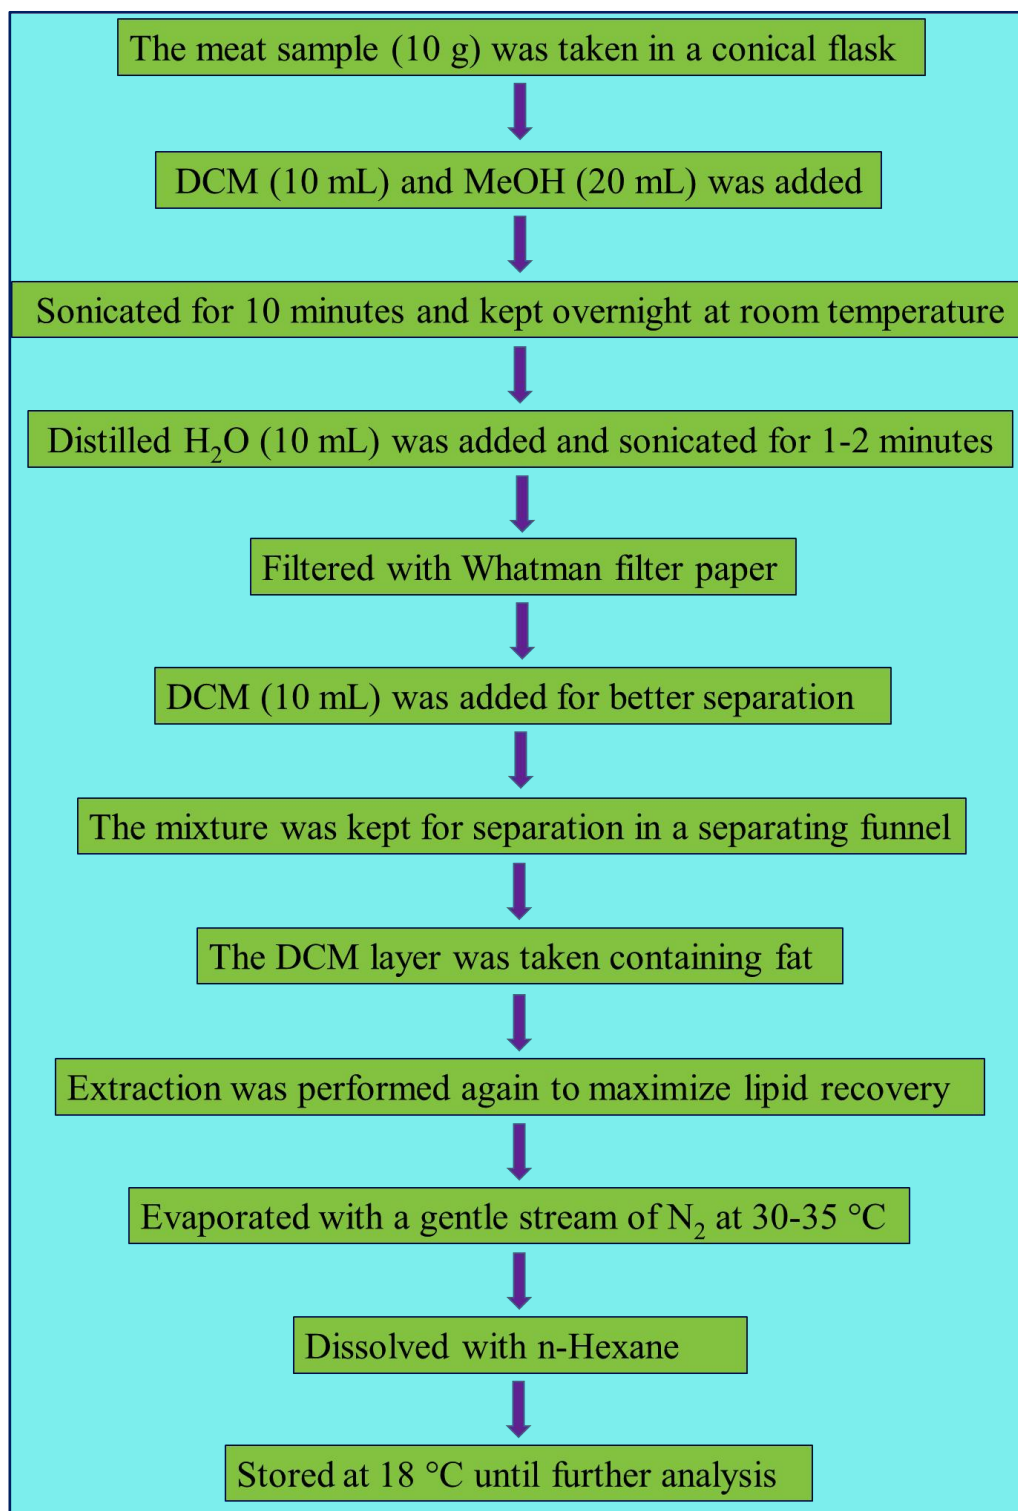 The meat sample (10 g) was taken in a conical flask
DCM (10 mL) and MeOH (20 mL) was added
Sonicated for 10 minutes and kept overnight at room temperature
Distilled H₂O (10 mL) was added and sonicated for 1-2 minutes
Filtered with Whatman filter paper
DCM (10 mL) was added for better separation
The mixture was kept for separation in a separating funnel
The DCM layer was taken containing fat
Extraction was performed again to maximize lipid recovery
Evaporated with a gentle stream of N₂ at 30-35 °C
Dissolved with n-Hexane
Stored at 18 °C until further analysis